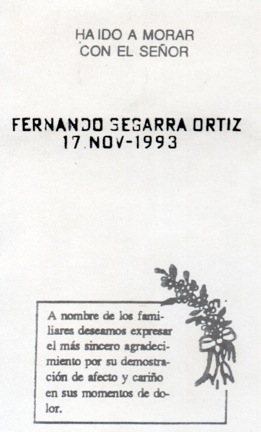 HA IDO A MORAR
CON EL SEÑOR
FERNANDO SEGARRA ORTIZ
17.NOV-1993
A nombre de los fami-
liares deseamos expresar
el más sincero agradeci-
miento por su demostra-
ción de afecto y cariño
en sus momentos de do-
lor.